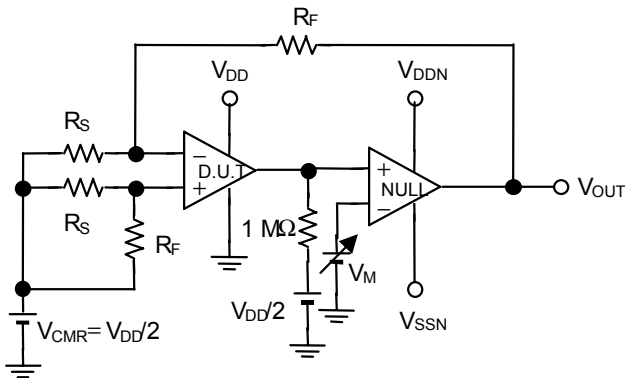 RF
VDD
VDDN
RS
−
D.U.T
+
+
NULL
−
VOUT
RS
RF
1 MΩ
VM
VCMR= VDD/2
VDD/2
VSSN